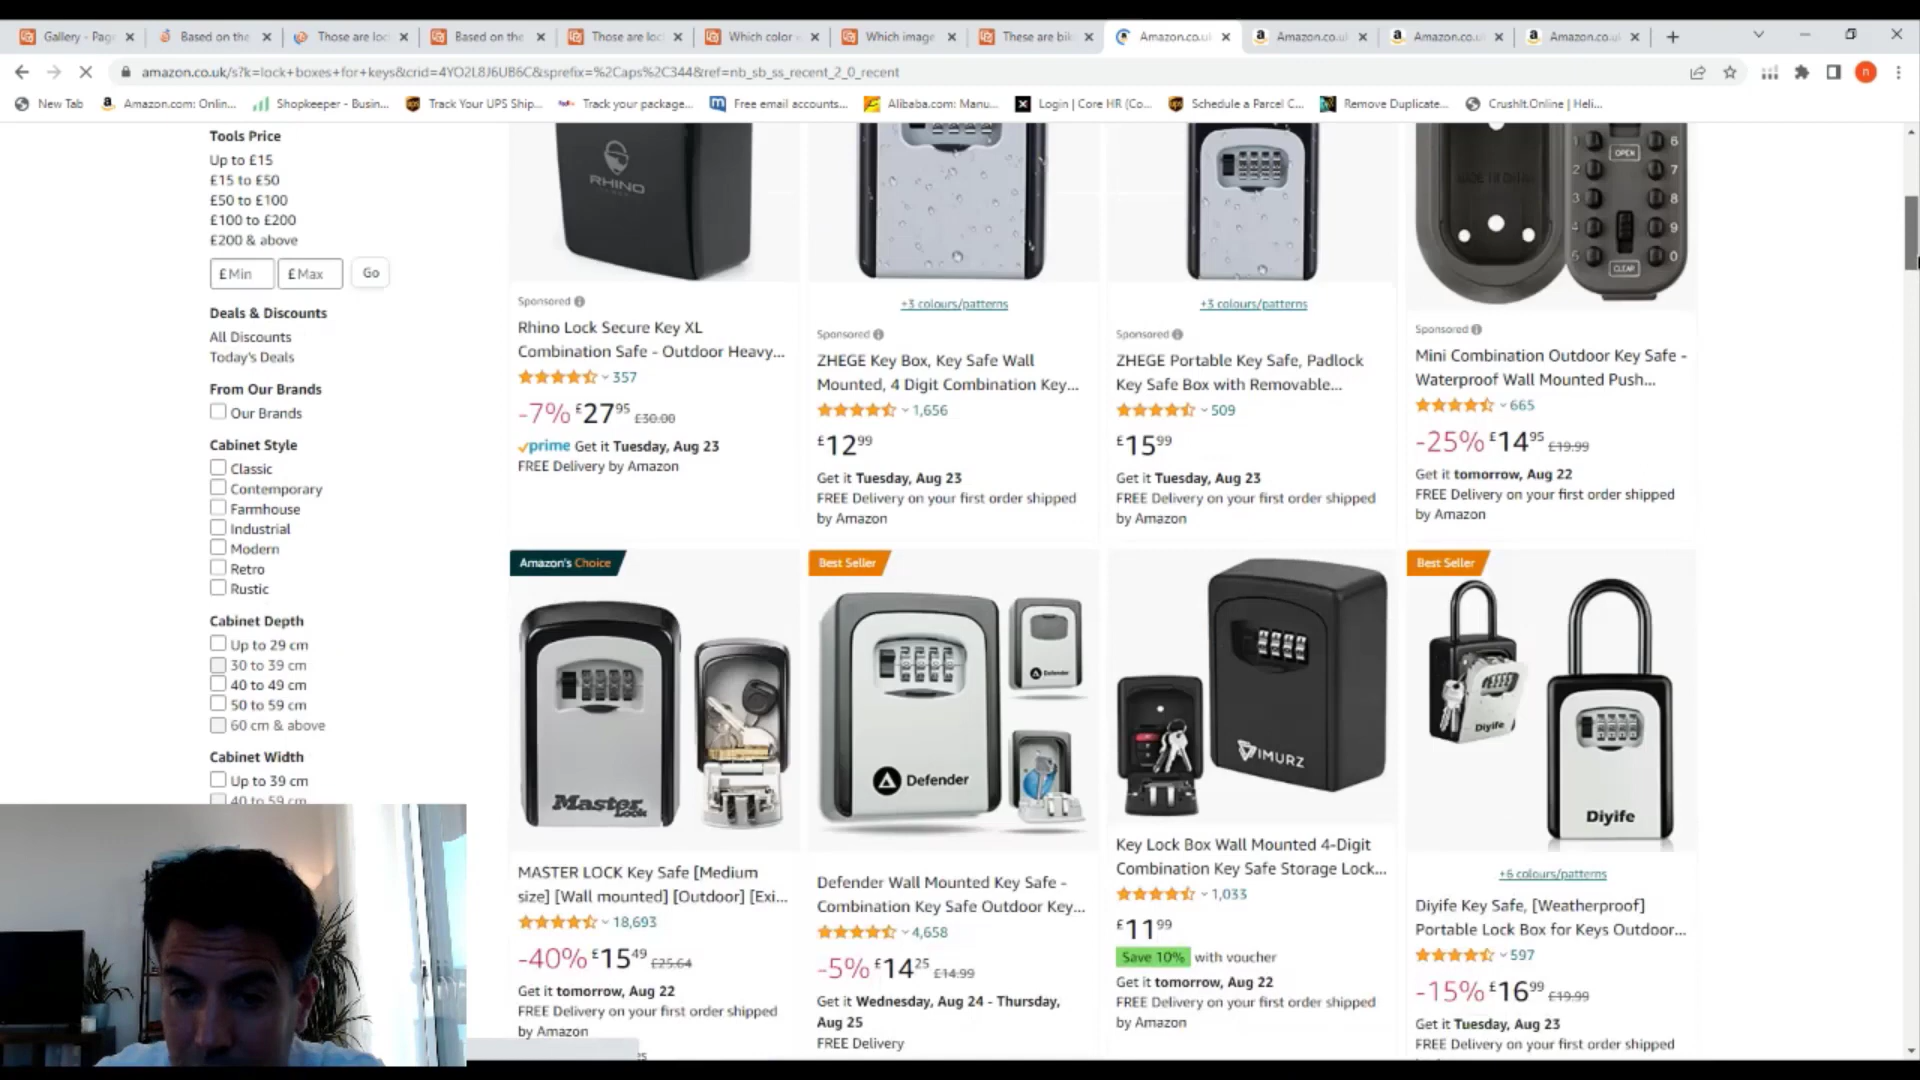 Gallery - Pag
Based on the
Those are loc
Based on the
Those are loc
Which color
Which image
These are bik
Amazon.co.uk
Amazon.co.uk
Amazon.co.u
Amazon.co.uk
amazon.co.uk/s?k=lock+boxes+for+keys&crid=4YO2L8J6UB6C&sprefix=%2Caps%2C344&ref=nb_sb_ss_recent_2_0_recent
n
New Tab
Amazon.com: Onlin...
Shopkeeper - Busin...
Track Your UPS Ship...
Track your package...
Free email accounts...
Alibaba.com: Manu...
Login | Core HR (Co...
Schedule a Parcel C...
Remove Duplicate...
CrushIt.Online | Heli...
Tools Price
Up to £15
£15 to £50
£50 to £100
£100 to £200
£200 & above
£ Min
£ Max
Go
Deals & Discounts
All Discounts
Today's Deals
From Our Brands
Our Brands
Cabinet Style
Classic
Contemporary
Farmhouse
Industrial
Modern
Retro
Rustic
Cabinet Depth
Up to 29 cm
30 to 39 cm
40 to 49 cm
50 to 59 cm
60 cm & above
Cabinet Width
Up to 39 cm
40 to 59 cm
RHINO
Sponsored
Rhino Lock Secure Key XL
Combination Safe - Outdoor Heavy...
357
-7% £27 95 £30.00
prime Get it Tuesday, Aug 23
FREE Delivery by Amazon
+3 colours/patterns
Sponsored
ZHEGE Key Box, Key Safe Wall
Mounted, 4 Digit Combination Key...
1,656
£12 99
Get it Tuesday, Aug 23
FREE Delivery on your first order shipped
by Amazon
+3 colours/patterns
Sponsored
ZHEGE Portable Key Safe, Padlock
Key Safe Box with Removable...
509
£15 99
Get it Tuesday, Aug 23
FREE Delivery on your first order shipped
by Amazon
1 OPEN 6
2 7
3 8
4 9
5 CLEAR 0
Sponsored
Mini Combination Outdoor Key Safe -
Waterproof Wall Mounted Push...
665
-25% £14 95 £19.99
Get it tomorrow, Aug 22
FREE Delivery on your first order shipped
by Amazon
Amazon's Choice
Master
Lock
MASTER LOCK Key Safe [Medium
size] [Wall mounted] [Outdoor] [Exi...
18,693
-40% £15 49 £25.64
Get it tomorrow, Aug 22
FREE Delivery on your first order shipped
by Amazon
Best Seller
Defender
Defender
Defender Wall Mounted Key Safe -
Combination Key Safe Outdoor Key...
4,658
-5% £14 25 £14.99
Get it Wednesday, Aug 24 - Thursday,
Aug 25
FREE Delivery
VIMURZ
Key Lock Box Wall Mounted 4-Digit
Combination Key Safe Storage Lock...
1,033
£11 99
Save 10% with voucher
Get it tomorrow, Aug 22
FREE Delivery on your first order shipped
by Amazon
Best Seller
Diyife
Diyife
+6 colours/patterns
Diyife Key Safe, [Weatherproof]
Portable Lock Box for Keys Outdoor...
597
-15% £16 99 £19.99
Get it Tuesday, Aug 23
FREE Delivery on your first order shipped